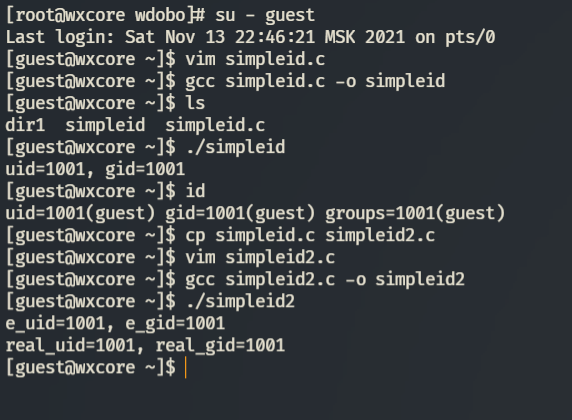 [root@wxcore wdobo]# su - guest
Last login: Sat Nov 13 22:46:21 MSK 2021 on pts/0
[guest@wxcore ~]$ vim simpleid.c
[guest@wxcore ~]$ gcc simpleid.c -o simpleid
[guest@wxcore ~]$ ls
dir1  simpleid  simpleid.c
[guest@wxcore ~]$ ./simpleid
uid=1001, gid=1001
[guest@wxcore ~]$ id
uid=1001(guest) gid=1001(guest) groups=1001(guest)
[guest@wxcore ~]$ cp simpleid.c simpleid2.c
[guest@wxcore ~]$ vim simpleid2.c
[guest@wxcore ~]$ gcc simpleid2.c -o simpleid2
[guest@wxcore ~]$ ./simpleid2
e_uid=1001, e_gid=1001
real_uid=1001, real_gid=1001
[guest@wxcore ~]$